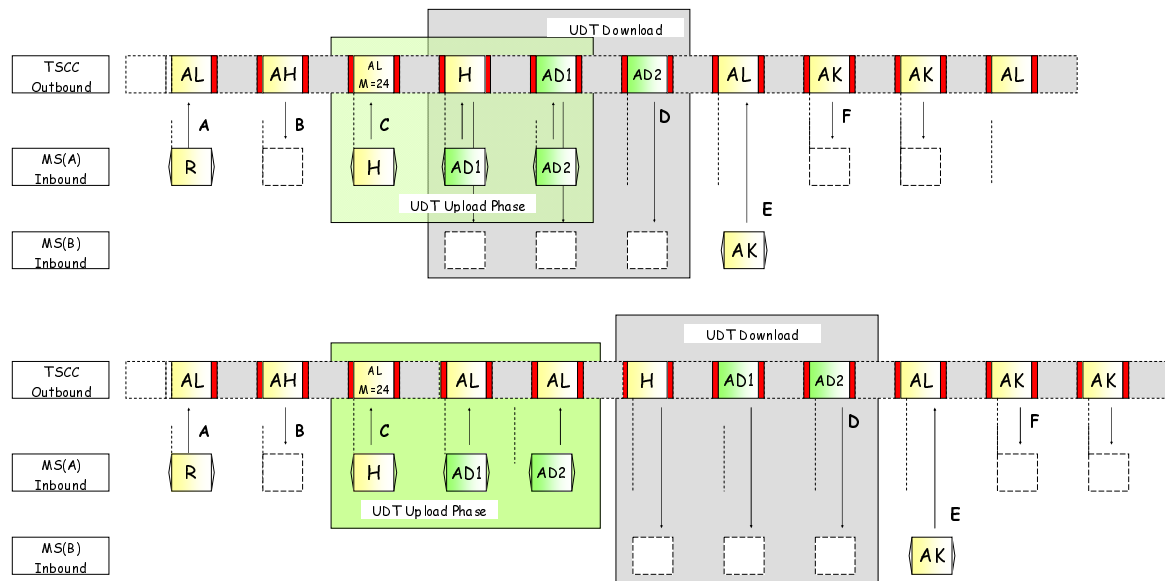 UDT Download
TSCC
Outbound
AL
AH
AL
M=24
H
AD1
AD2
AL
AK
AK
AL
A
B
C
D
F
MS(A)
Inbound
R
H
AD1
AD2
UDT Upload Phase
E
MS(B)
Inbound
AK
UDT Download
TSCC
Outbound
AL
AH
AL
M=24
AL
AL
H
AD1
AD2
AL
AK
AK
A
B
C
D
F
MS(A)
Inbound
R
H
AD1
AD2
UDT Upload Phase
E
MS(B)
Inbound
AK